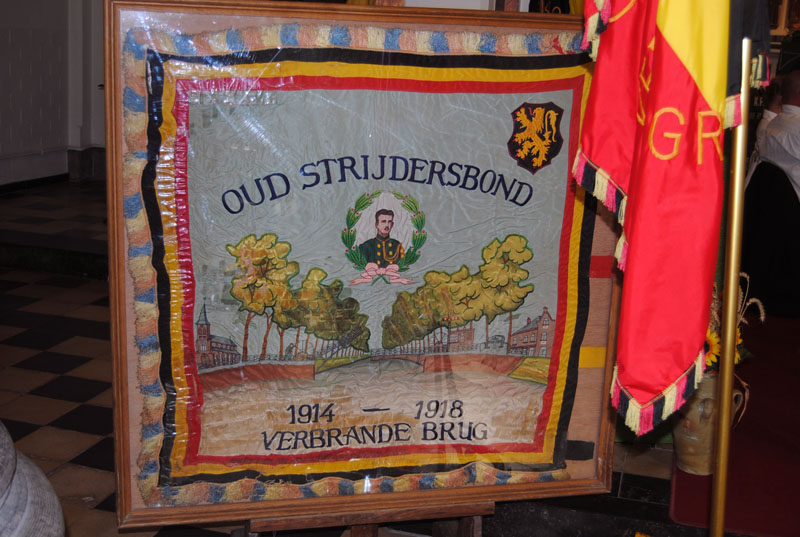 OUD STRIJDERSBOND
1914 — 1918
VERBRANDE BRUG
GR